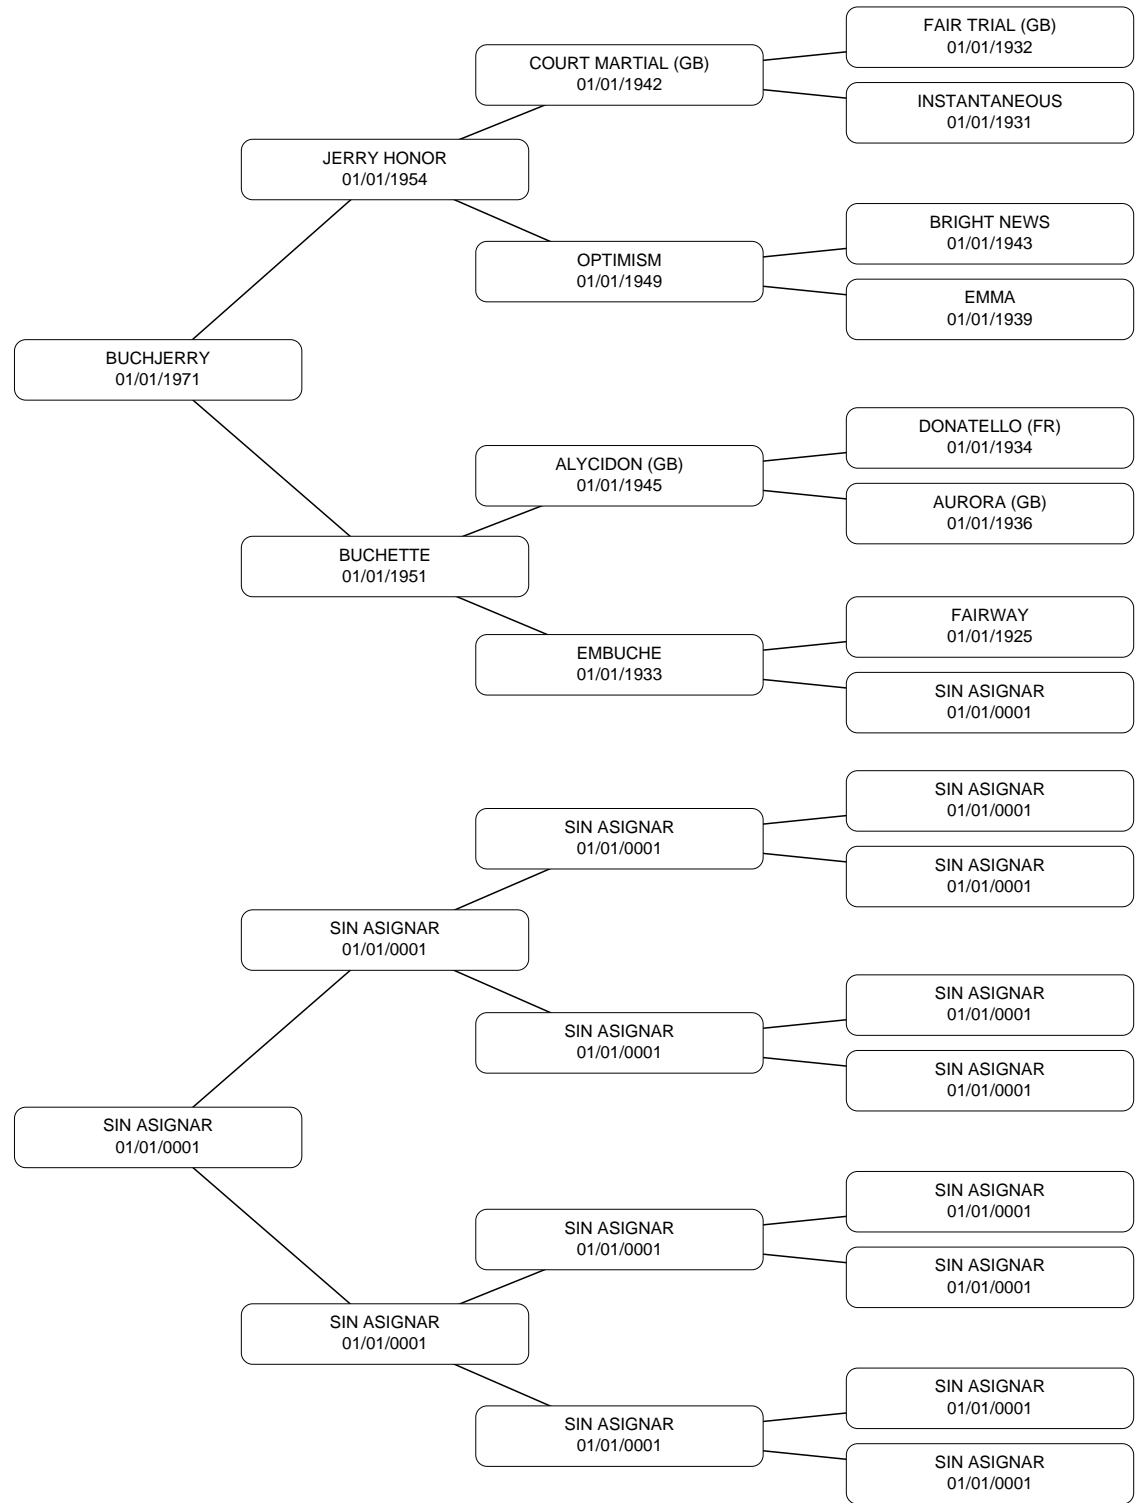 FAIR TRIAL (GB)
01/01/1932
COURT MARTIAL (GB)
01/01/1942
INSTANTANEOUS
01/01/1931
JERRY HONOR
01/01/1954
BRIGHT NEWS
01/01/1943
OPTIMISM
01/01/1949
EMMA
01/01/1939
BUCHJERRY
01/01/1971
DONATELLO (FR)
01/01/1934
ALYCIDON (GB)
01/01/1945
AURORA (GB)
01/01/1936
BUCHETTE
01/01/1951
FAIRWAY
01/01/1925
EMBUCHE
01/01/1933
SIN ASIGNAR
01/01/0001
SIN ASIGNAR
01/01/0001
SIN ASIGNAR
01/01/0001
SIN ASIGNAR
01/01/0001
SIN ASIGNAR
01/01/0001
SIN ASIGNAR
01/01/0001
SIN ASIGNAR
01/01/0001
SIN ASIGNAR
01/01/0001
SIN ASIGNAR
01/01/0001
SIN ASIGNAR
01/01/0001
SIN ASIGNAR
01/01/0001
SIN ASIGNAR
01/01/0001
SIN ASIGNAR
01/01/0001
SIN ASIGNAR
01/01/0001
SIN ASIGNAR
01/01/0001
SIN ASIGNAR
01/01/0001